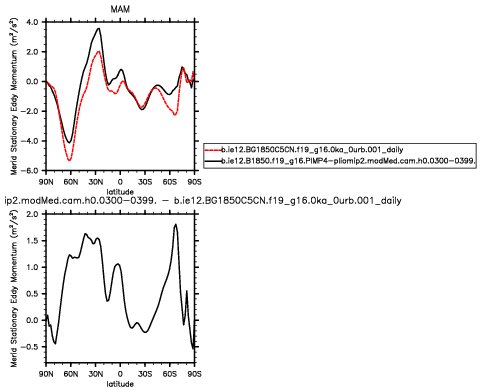 MAM
Merid Stationary Eddy Momentum (m²/s²)
4.0
2.0
0.0
−2.0
−4.0
−6.0
90N 60N 30N 0 30S 60S 90S
latitude
b.ie12.BG1850C5CN.f19_g16.0ka_0urb.001_daily
b.ie12.B1850.f19_g16.PIMP4-pliomip2.modMed.cam.h0.0300-0399.
ip2.modMed.cam.h0.0300-0399. − b.ie12.BG1850C5CN.f19_g16.0ka_0urb.001_daily
Merid Stationary Eddy Momentum (m²/s²)
2.0
1.5
1.0
0.5
0.0
−0.5
90N 60N 30N 0 30S 60S 90S
latitude